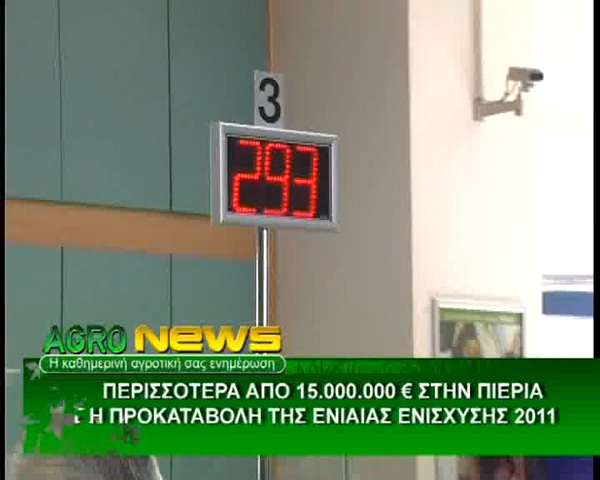 3
293
AGRO NEWS
Η καθημερινή αγροτική σας ενημέρωση
ΠΕΡΙΣΣΟΤΕΡΑ ΑΠΟ 15.000.000 € ΣΤΗΝ ΠΙΕΡΙΑ
Η ΠΡΟΚΑΤΑΒΟΛΗ ΤΗΣ ΕΝΙΑΙΑΣ ΕΝΙΣΧΥΣΗΣ 2011